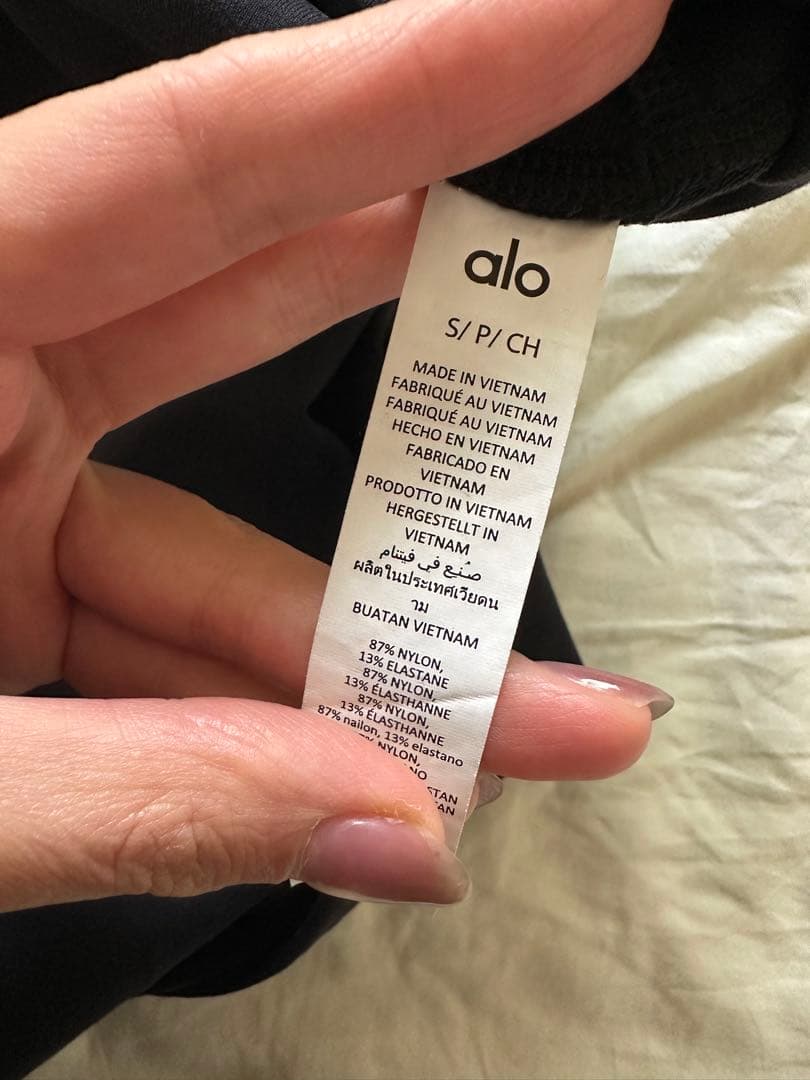 alo
S/ P/ CH
MADE IN VIETNAM
FABRIQUÉ AU VIETNAM
FABRIQUÉ AU VIETNAM
HECHO EN VIETNAM
FABRICADO EN
VIETNAM
PRODOTTO IN VIETNAM
HERGESTELLT IN
VIETNAM
صُنِع في فيتنام
ผลิตในประเทศเวียดน
าม
BUATAN VIETNAM
87% NYLON,
13% ELASTANE
87% NYLON,
13% ÉLASTHANNE
87% NYLON,
13% ÉLASTHANNE
87% nailon, 13% elastano
NYLON,